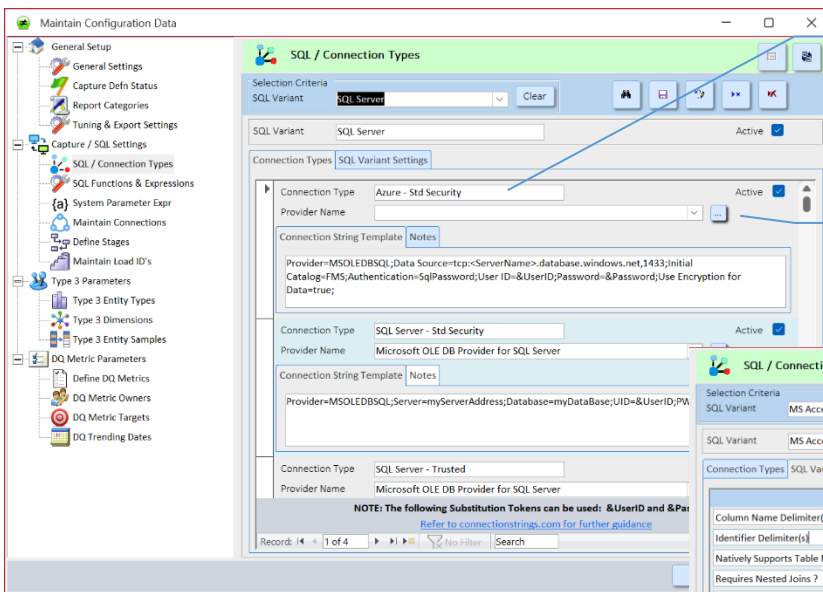 Maintain Configuration Data
General Setup
General Settings
Capture Defn Status
Report Categories
Tuning & Export Settings
Capture / SQL Settings
SQL / Connection Types
SQL Functions & Expressions
{a} System Parameter Expr
Maintain Connections
Define Stages
Maintain Load ID's
Type 3 Parameters
Type 3 Entity Types
Type 3 Dimensions
Type 3 Entity Samples
DQ Metric Parameters
Define DQ Metrics
DQ Metric Owners
DQ Metric Targets
DQ Trending Dates
SQL / Connection Types
Selection Criteria
SQL Variant SQL Server Clear
SQL Variant SQL Server Active
Connection Types SQL Variant Settings
Connection Type Azure - Std Security Active
Provider Name ...
Connection String Template Notes
Provider=MSOLEDBSQL;Data Source=tcp:<ServerName>.database.windows.net,1433;Initial
Catalog=FMS;Authentication=SqlPassword;User ID=&UserID;Password=&Password;Use Encryption for
Data=true;
Connection Type SQL Server - Std Security Active
Provider Name Microsoft OLE DB Provider for SQL Server
Connection String Template Notes
Provider=MSOLEDBSQL;Server=myServerAddress;Database=myDataBase;UID=&UserID;PW
Connection Type SQL Server - Trusted
Provider Name Microsoft OLE DB Provider for SQL Server
NOTE: The following Substitution Tokens can be used: &UserID and &Pa
Refer to connectionstrings.com for further guidance
Record: 1 of 4 No Filter Search
SQL / Connecti
Selection Criteria
SQL Variant MS Acce
SQL Variant MS Acce
Connection Types SQL Va
Column Name Delimiter(
Identifier Delimiter(s)
Natively Supports Table
Requires Nested Joins ?